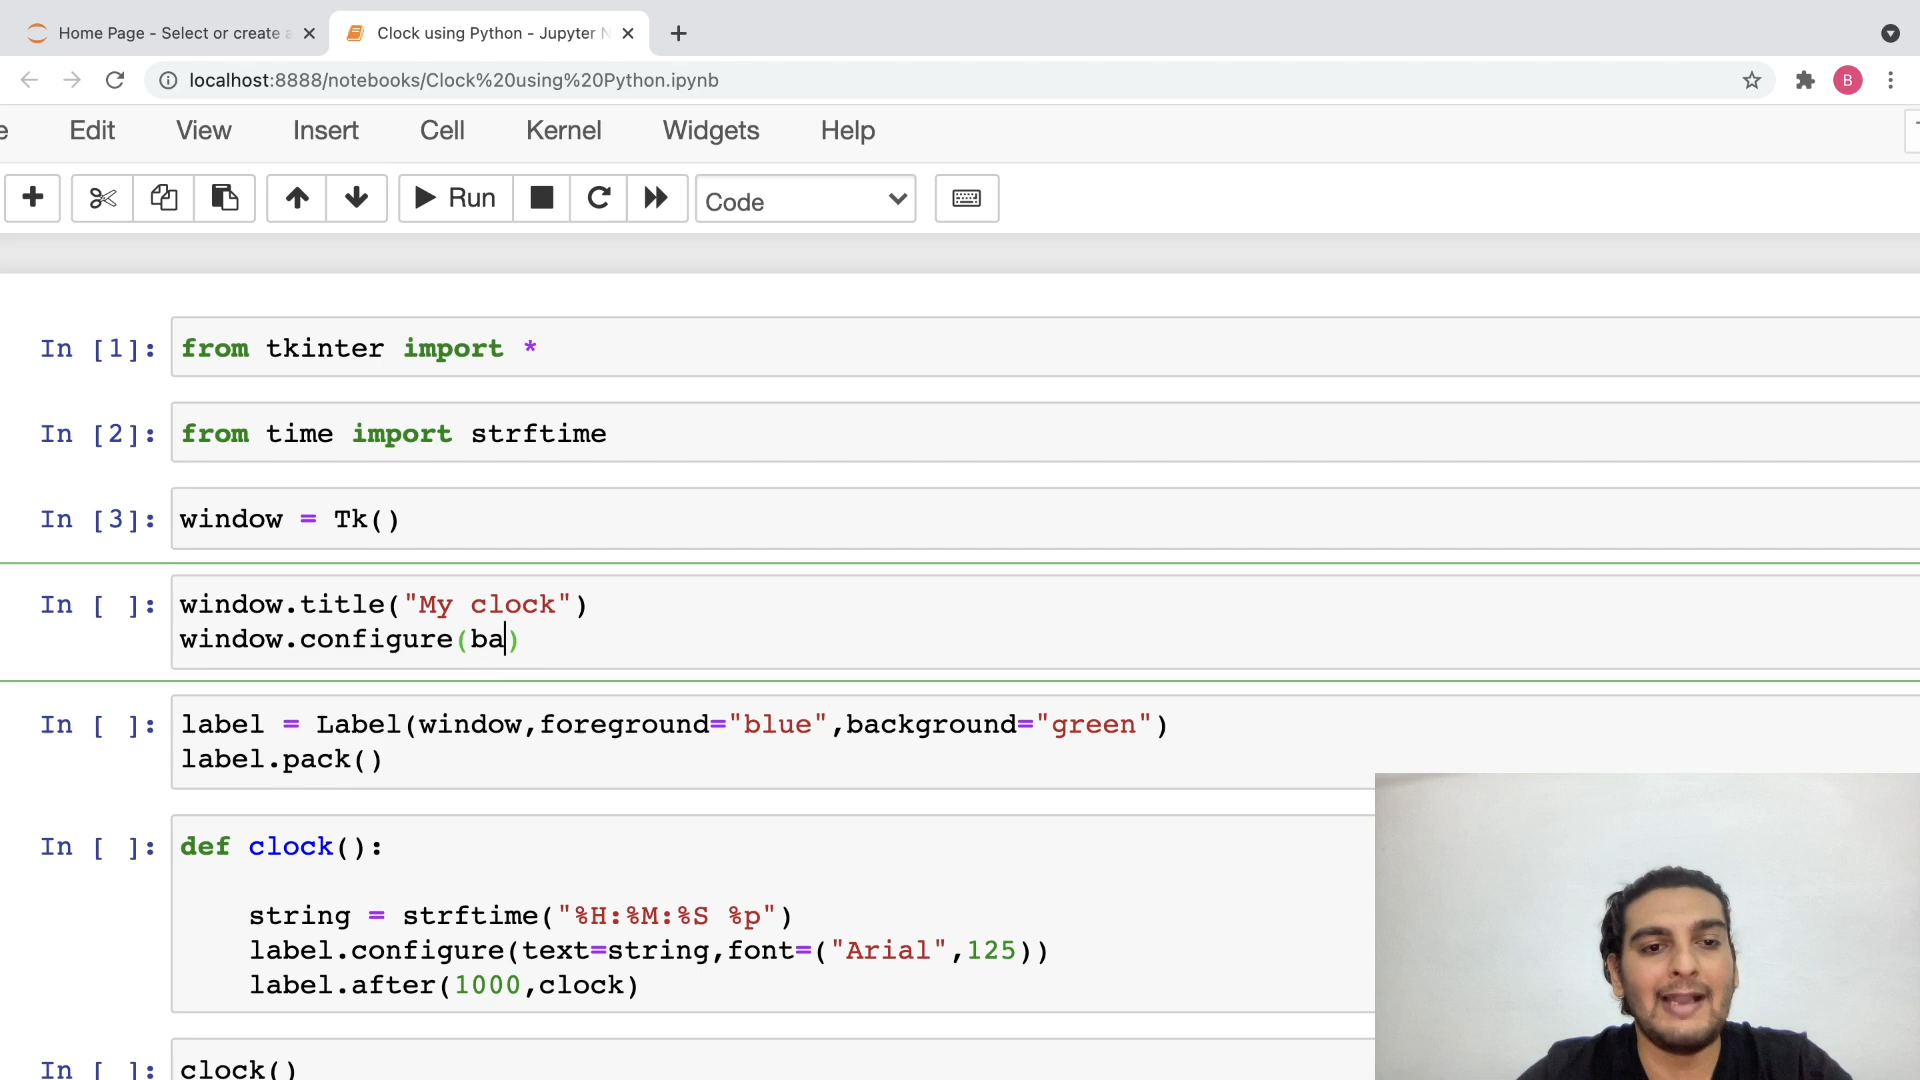 Home Page - Select or create a
Clock using Python - Jupyter N
localhost:8888/notebooks/Clock%20using%20Python.ipynb
B
e Edit View Insert Cell Kernel Widgets Help
Run
Code
In [1]: from tkinter import *
In [2]: from time import strftime
In [3]: window = Tk()
In [ ]: window.title("My clock")
window.configure(ba)
In [ ]: label = Label(window,foreground="blue",background="green")
label.pack()
In [ ]: def clock():
string = strftime("%H:%M:%S %p")
label.configure(text=string,font=("Arial",125))
label.after(1000,clock)
In [ ]: clock()